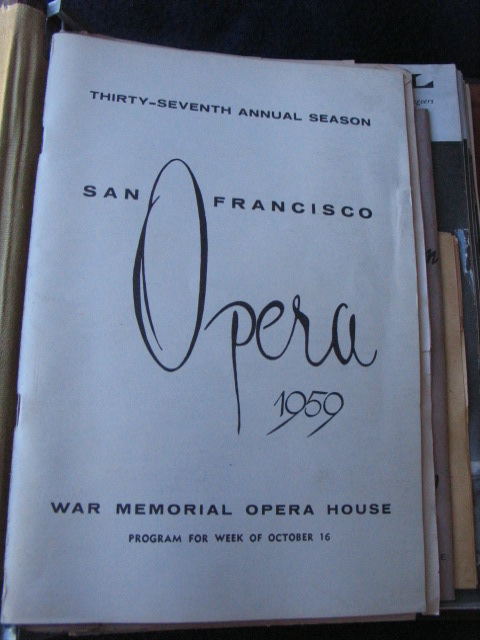 THIRTY-SEVENTH ANNUAL SEASON
SAN FRANCISCO
Opera
1959
WAR MEMORIAL OPERA HOUSE
PROGRAM FOR WEEK OF OCTOBER 16
L